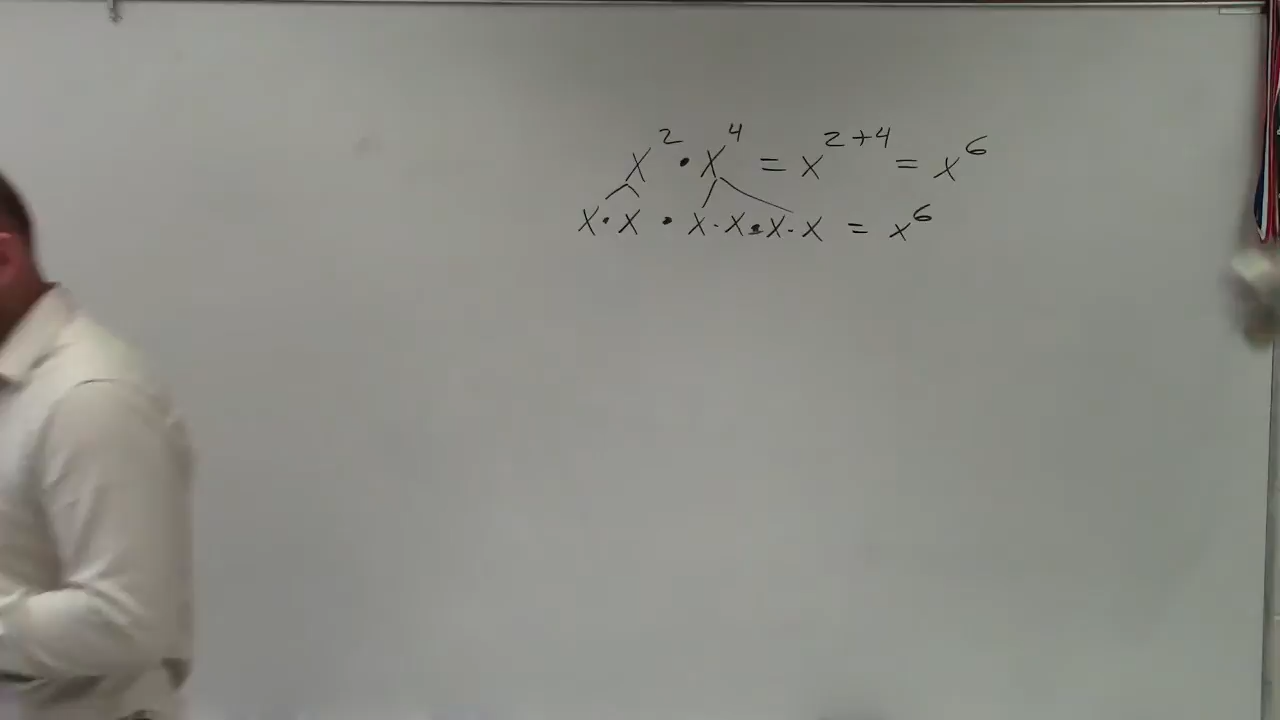 X² • X⁴ = x²⁺⁴ = x⁶
X • X • X · X • X · X = x⁶